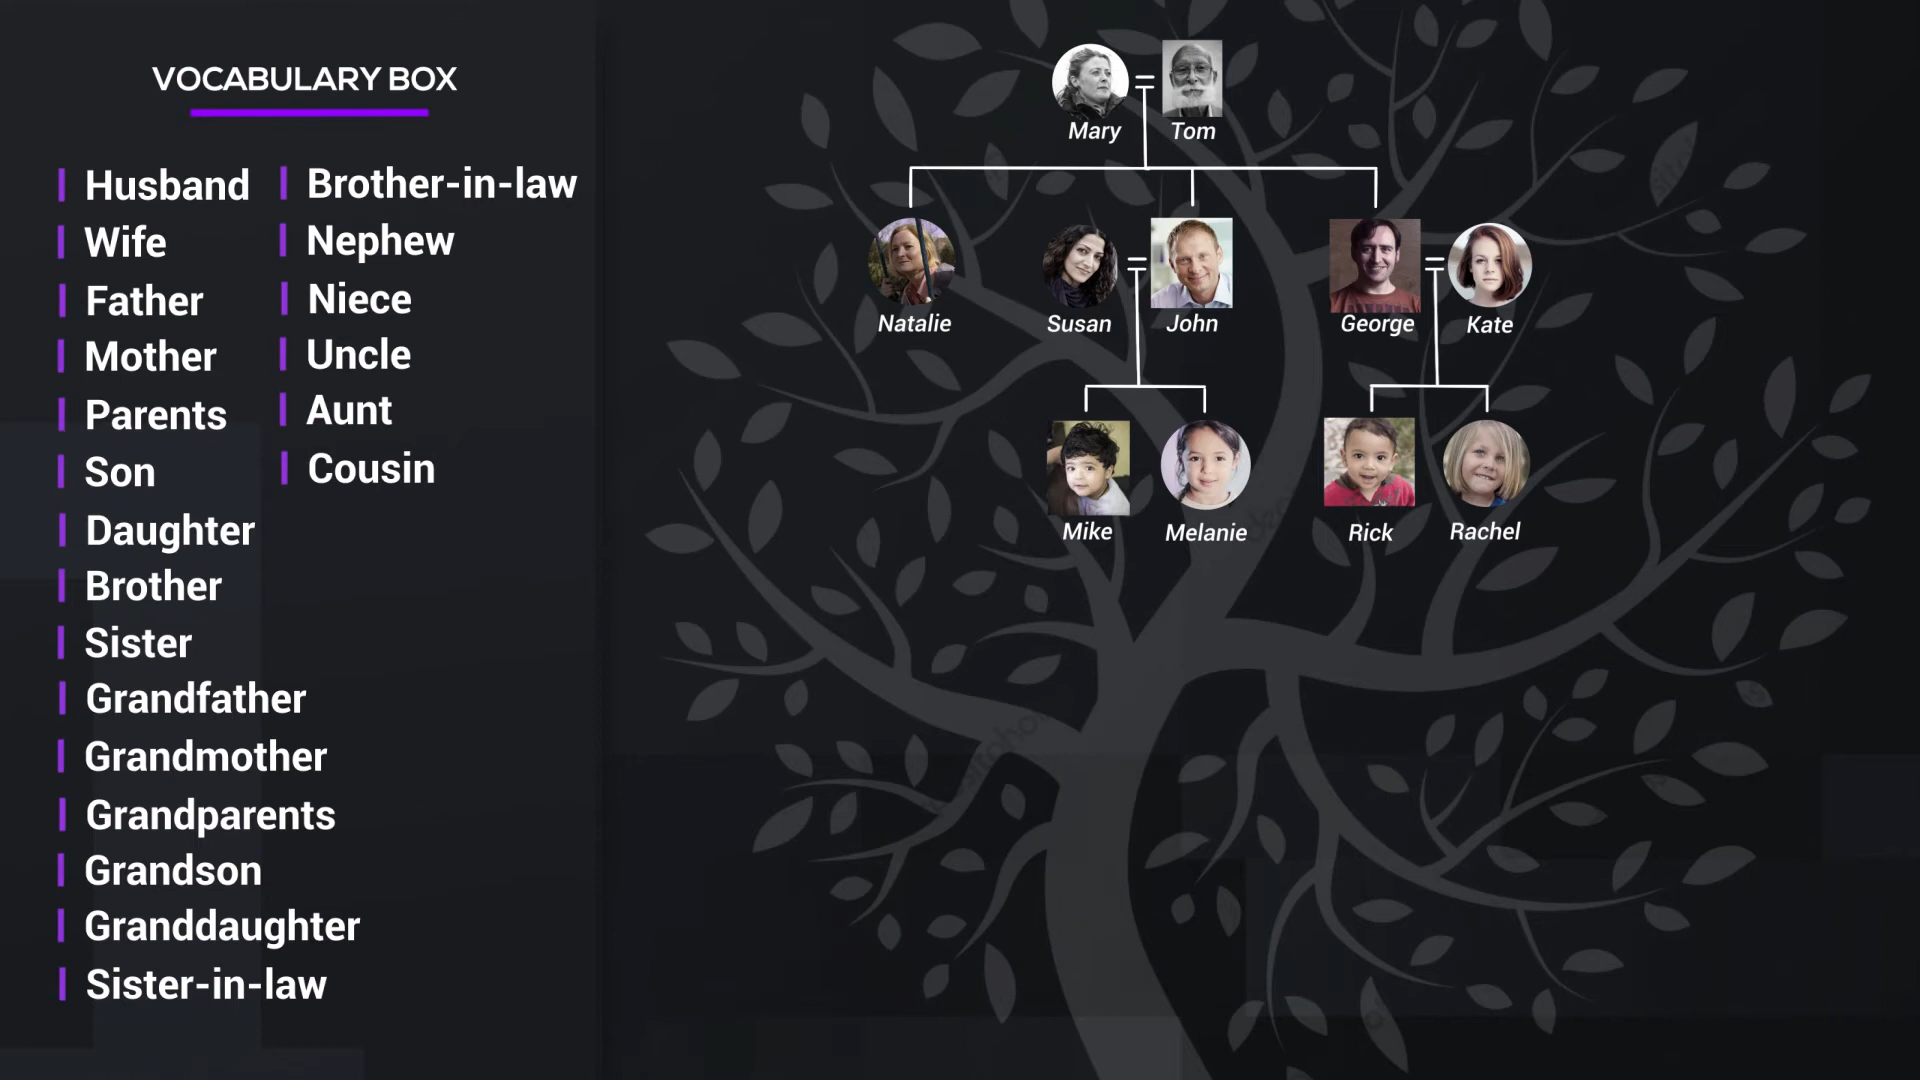 VOCABULARY BOX
Husband
Wife
Father
Mother
Parents
Son
Daughter
Brother
Sister
Grandfather
Grandmother
Grandparents
Grandson
Granddaughter
Sister-in-law
Brother-in-law
Nephew
Niece
Uncle
Aunt
Cousin
Mary Tom
Natalie Susan John George Kate
Mike Melanie Rick Rachel